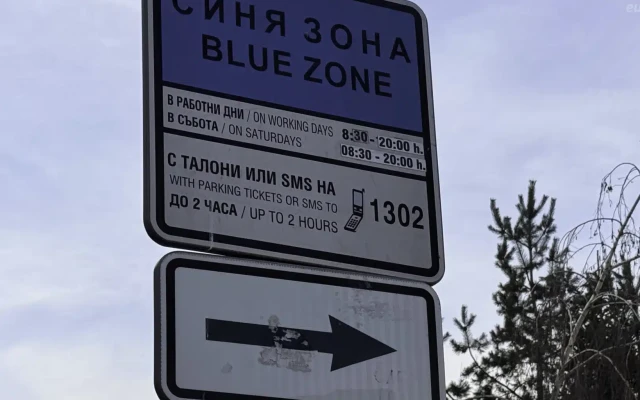 СИНЯ ЗОНА
BLUE ZONE
В РАБОТНИ ДНИ / ON WORKING DAYS 8:30 - 20:00 h.
В СЪБОТА / ON SATURDAYS 08:30 - 20:00 h.
С ТАЛОНИ ИЛИ SMS НА
WITH PARKING TICKETS OR SMS TO 1302
ДО 2 ЧАСА / UP TO 2 HOURS